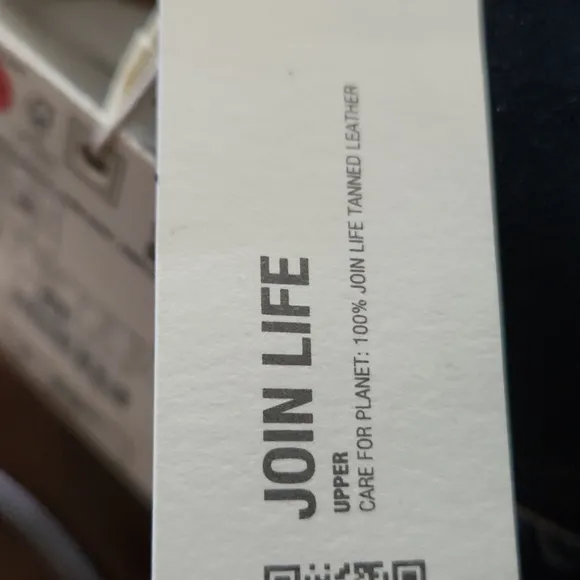 JOIN LIFE
UPPER
CARE FOR PLANET: 100% JOIN LIFE TANNED LEATHER